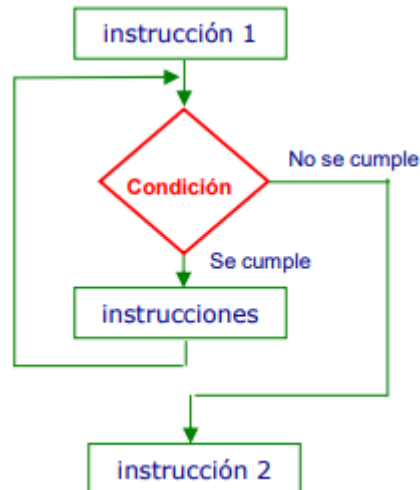 instrucción 1
No se cumple
Condición
Se cumple
instrucciones
instrucción 2